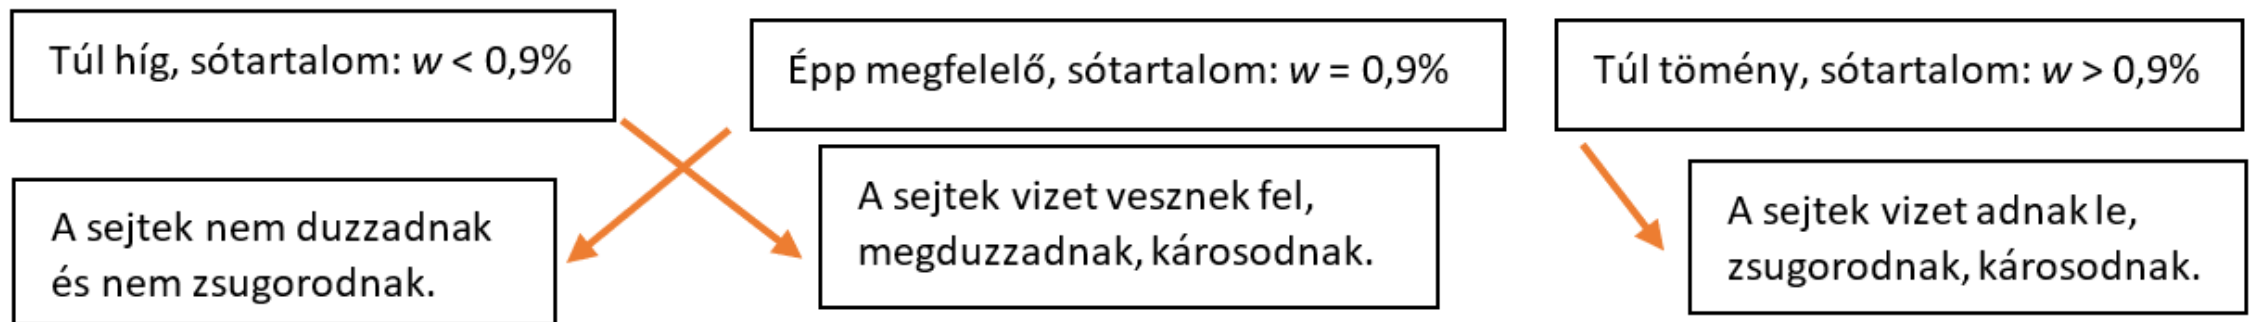 Túl híg, sótartalom: w < 0,9%
Épp megfelelő, sótartalom: w = 0,9%
Túl tömény, sótartalom: w > 0,9%
A sejtek nem duzzadnak
és nem zsugorodnak.
A sejtek vizet vesznek fel,
megduzzadnak, károsodnak.
A sejtek vizet adnak le,
zsugorodnak, károsodnak.